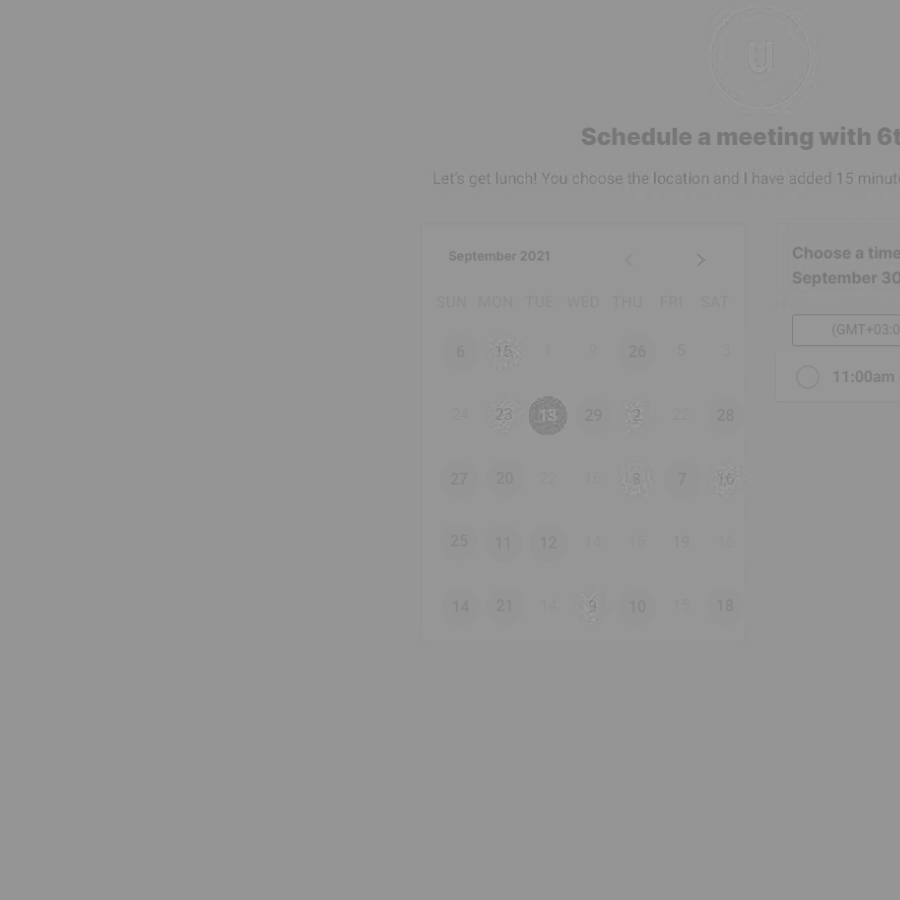 u
Schedule a meeting with 6t
Let's get lunch! You choose the location and I have added 15 minut
September 2021
SUN MON TUE WED THU FRI SAT
6 15 1 9 26 5 3
24 23 13 29 2 22 28
27 20 22 16 8 7 16
25 11 12 14 15 19 16
14 21 14 9 10 15 18
Choose a time
September 30
(GMT+03:0
11:00am